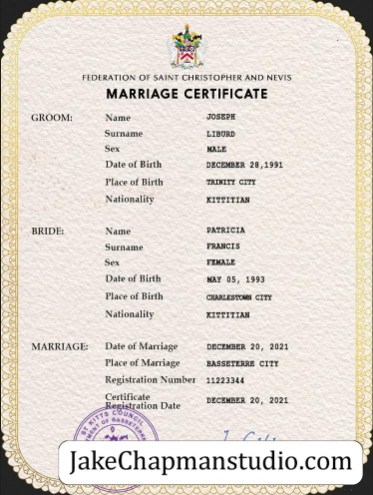 FEDERATION OF SAINT CHRISTOPHER AND NEVIS
MARRIAGE CERTIFICATE
GROOM: Name JOSEPH
Surname LIBURD
Sex MALE
Date of Birth DECEMBER 28,1991
Place of Birth TRINITY CITY
Nationality KITTITIAN
BRIDE: Name PATRICIA
Surname FRANCIS
Sex FEMALE
Date of Birth MAY 05, 1993
Place of Birth CHARLESTOWN CITY
Nationality KITTITIAN
MARRIAGE: Date of Marriage DECEMBER 20, 2021
Place of Marriage BASSETERRE CITY
Registration Number 11223344
Certificate
Registration Date DECEMBER 20, 2021
ST KITTS COUNCIL
OF BASSETER
JakeChapmanstudio.com